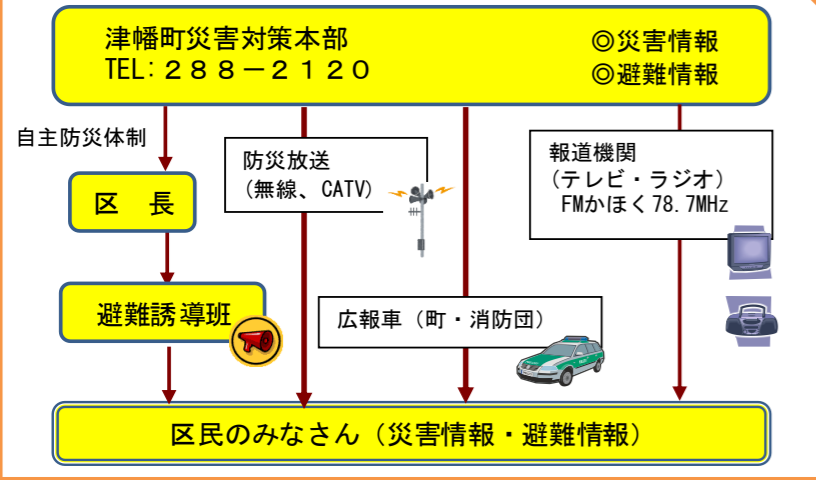 津幡町災害対策本部
TEL:２８８－２１２０
◎災害情報
◎避難情報
自主防災体制
区　長
避難誘導班
防災放送
(無線、CATV)
広報車（町・消防団）
報道機関
(テレビ・ラジオ)
FMかほく78.7MHz
区民のみなさん（災害情報・避難情報）